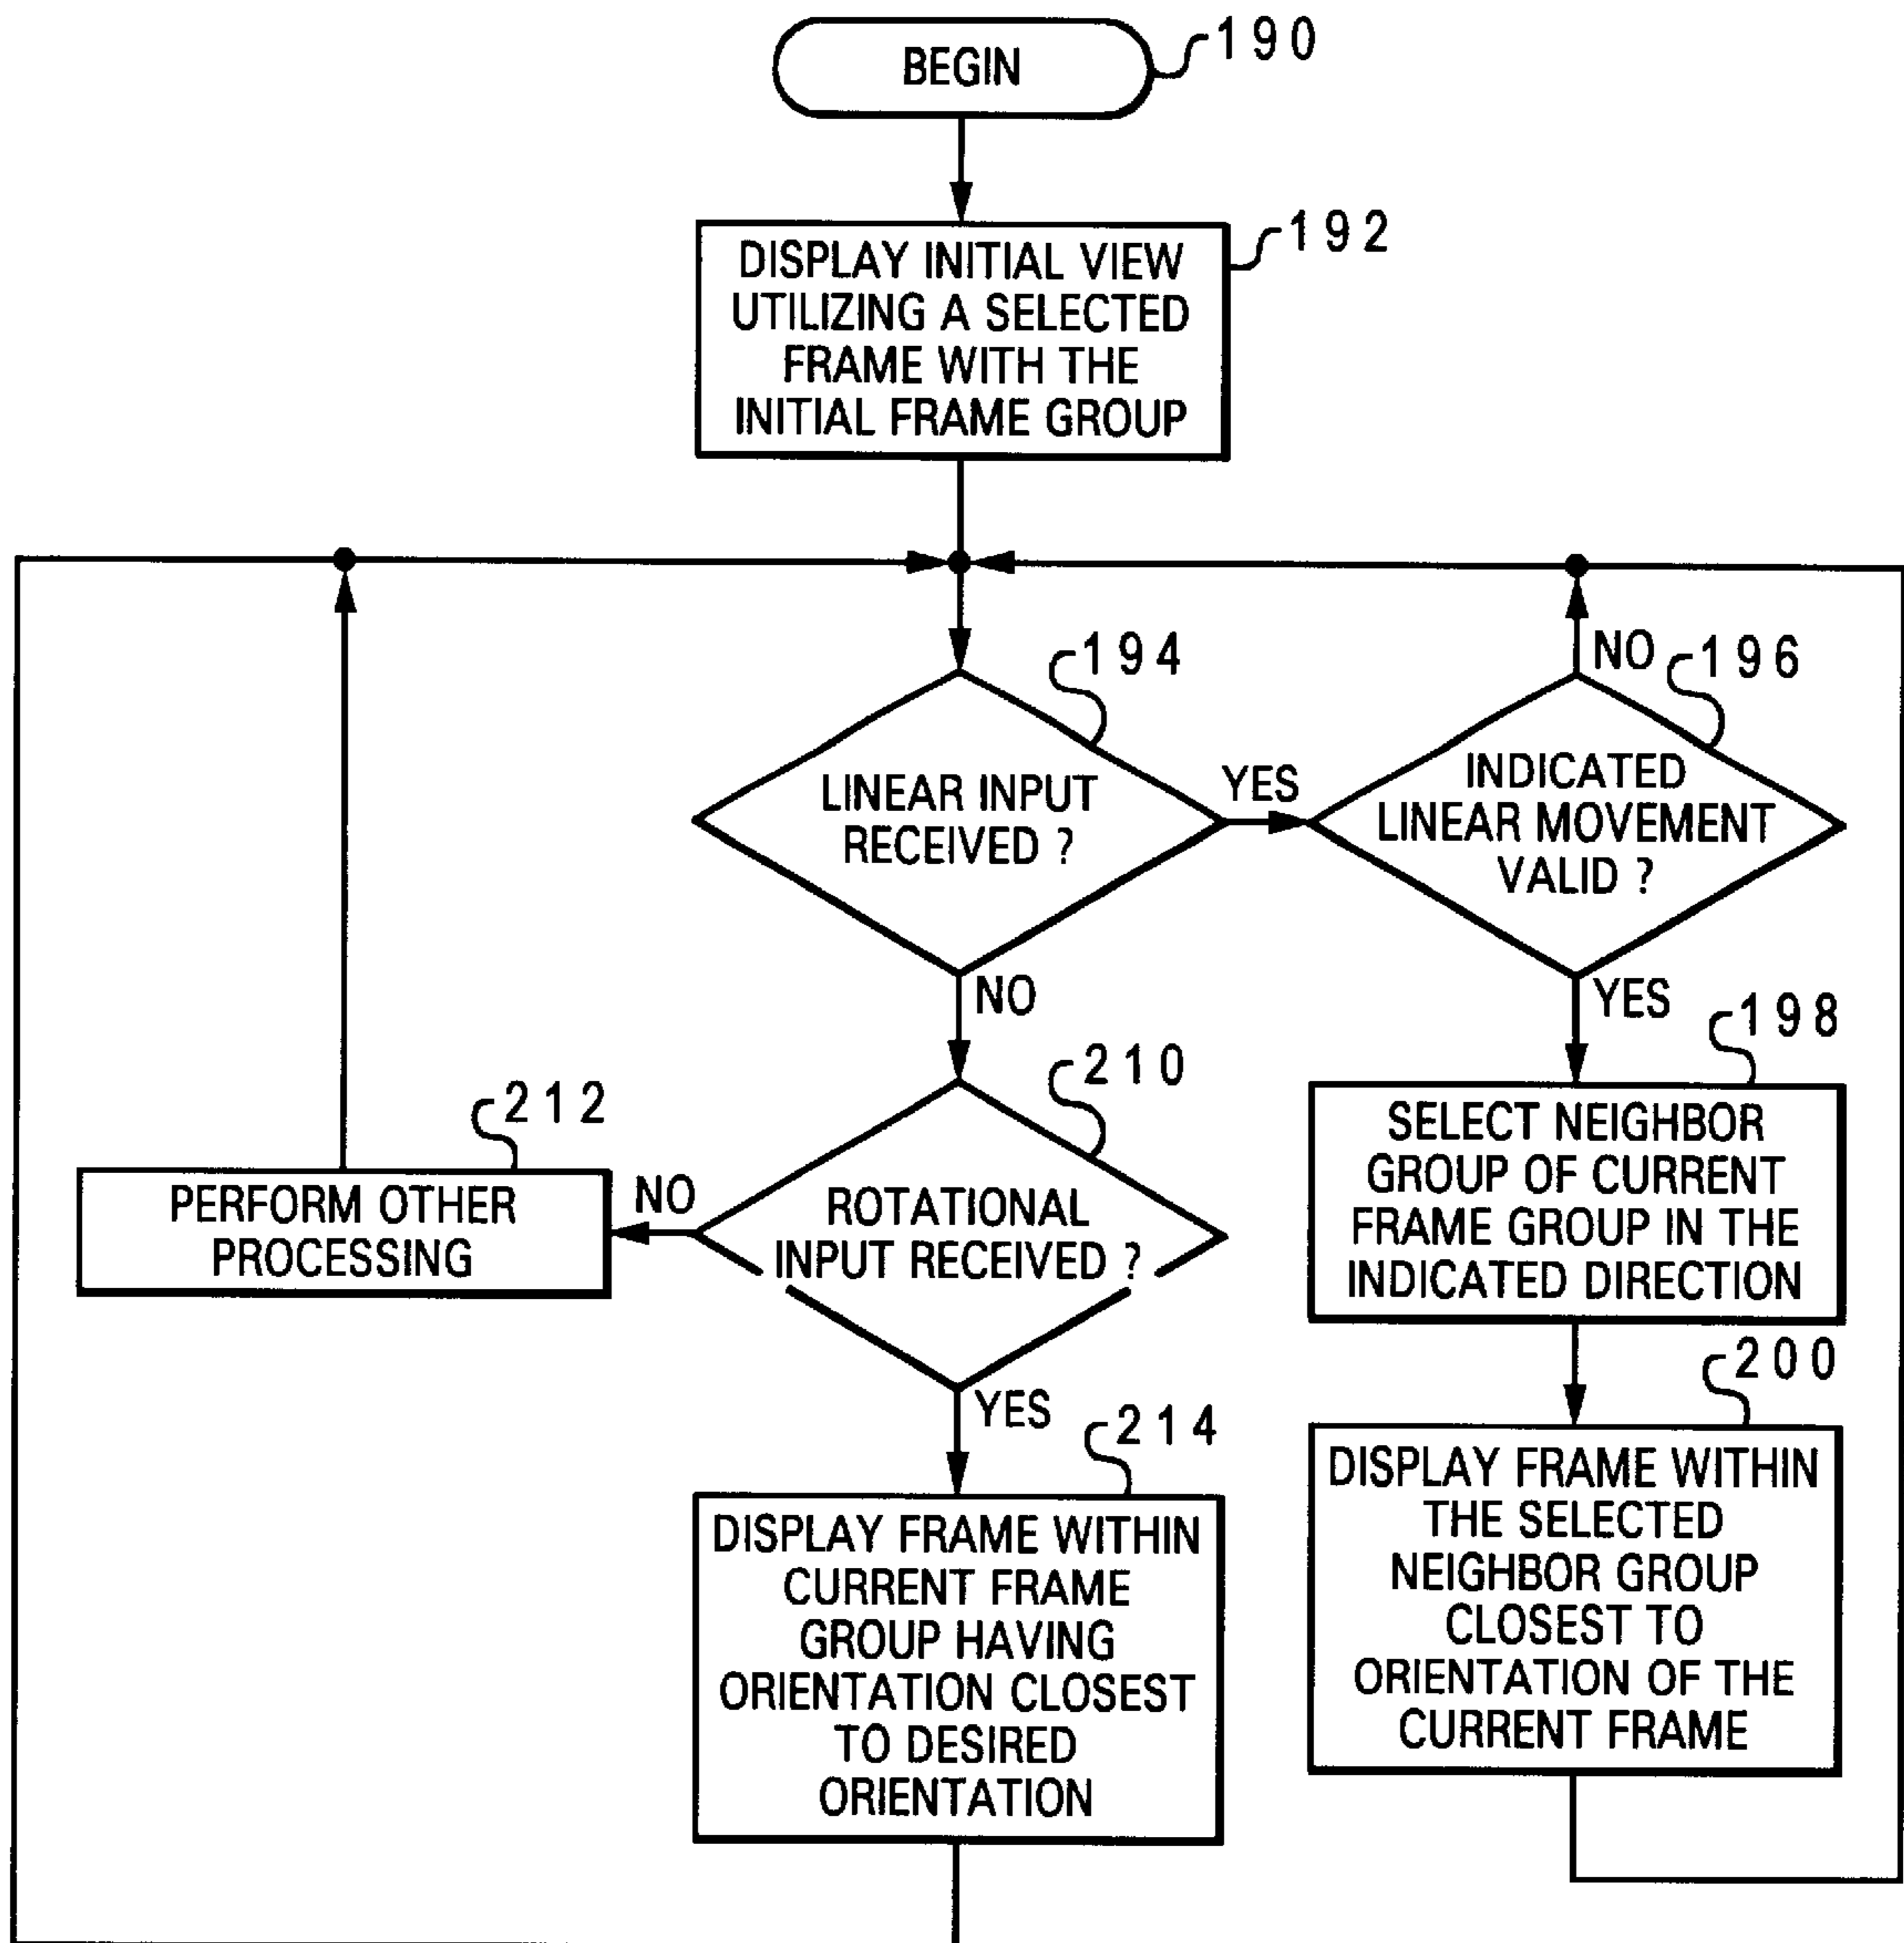 BEGIN
190
DISPLAY INITIAL VIEW
UTILIZING A SELECTED
FRAME WITH THE
INITIAL FRAME GROUP
192
LINEAR INPUT
RECEIVED ?
194
YES
NO
INDICATED
LINEAR MOVEMENT
VALID ?
196
NO
YES
SELECT NEIGHBOR
GROUP OF CURRENT
FRAME GROUP IN THE
INDICATED DIRECTION
198
DISPLAY FRAME WITHIN
THE SELECTED
NEIGHBOR GROUP
CLOSEST TO
ORIENTATION OF THE
CURRENT FRAME
200
ROTATIONAL
INPUT RECEIVED ?
210
NO
YES
PERFORM OTHER
PROCESSING
212
DISPLAY FRAME WITHIN
CURRENT FRAME
GROUP HAVING
ORIENTATION CLOSEST
TO DESIRED
ORIENTATION
214